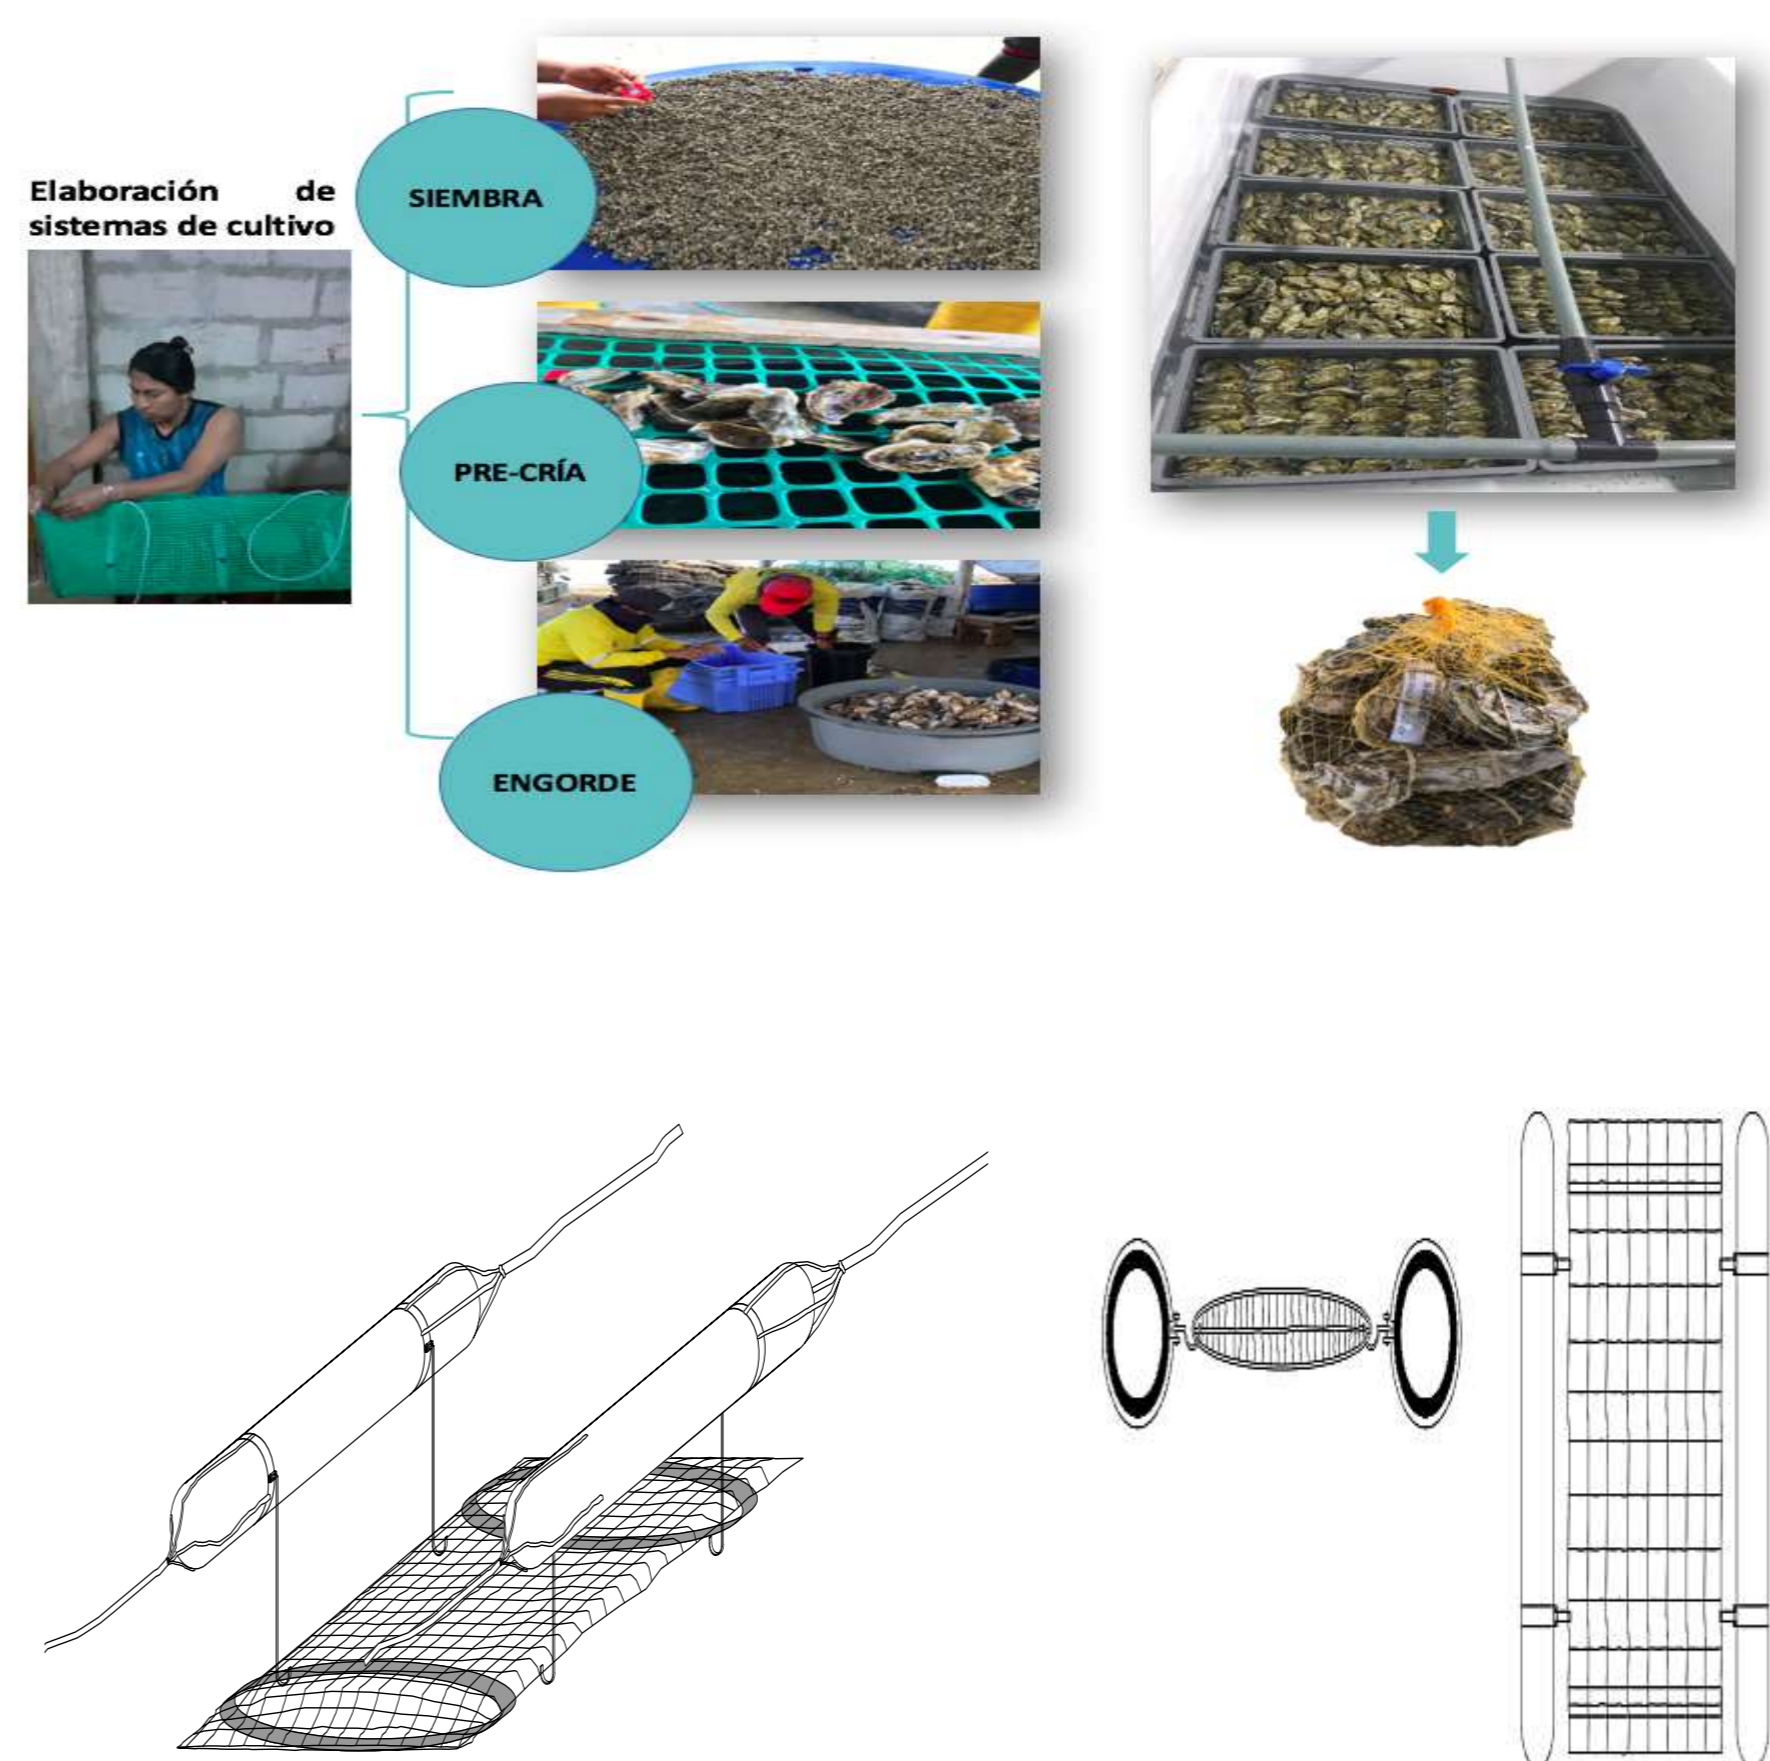 Elaboración de
sistemas de cultivo
SIEMBRA
PRE-CRÍA
ENGORDE